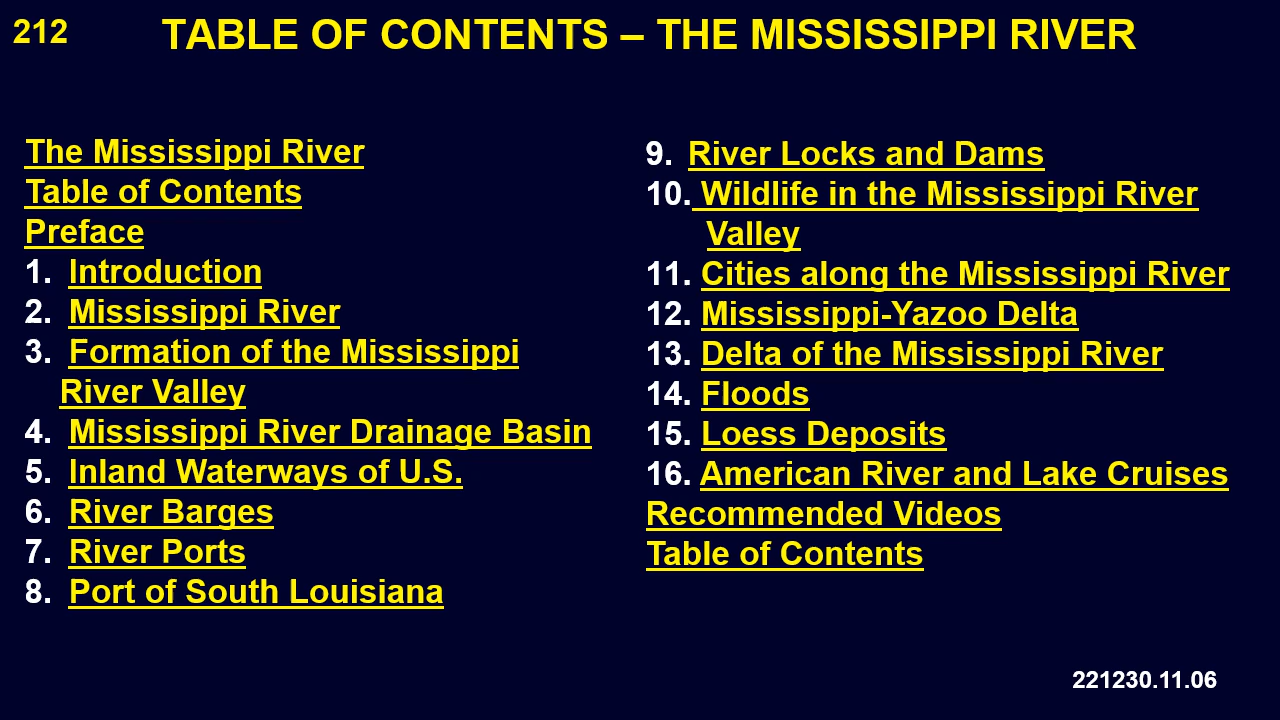 212
TABLE OF CONTENTS – THE MISSISSIPPI RIVER
The Mississippi River
Table of Contents
Preface
1. Introduction
2. Mississippi River
3. Formation of the Mississippi
River Valley
4. Mississippi River Drainage Basin
5. Inland Waterways of U.S.
6. River Barges
7. River Ports
8. Port of South Louisiana
9. River Locks and Dams
10. Wildlife in the Mississippi River
Valley
11. Cities along the Mississippi River
12. Mississippi-Yazoo Delta
13. Delta of the Mississippi River
14. Floods
15. Loess Deposits
16. American River and Lake Cruises
Recommended Videos
Table of Contents
221230.11.06